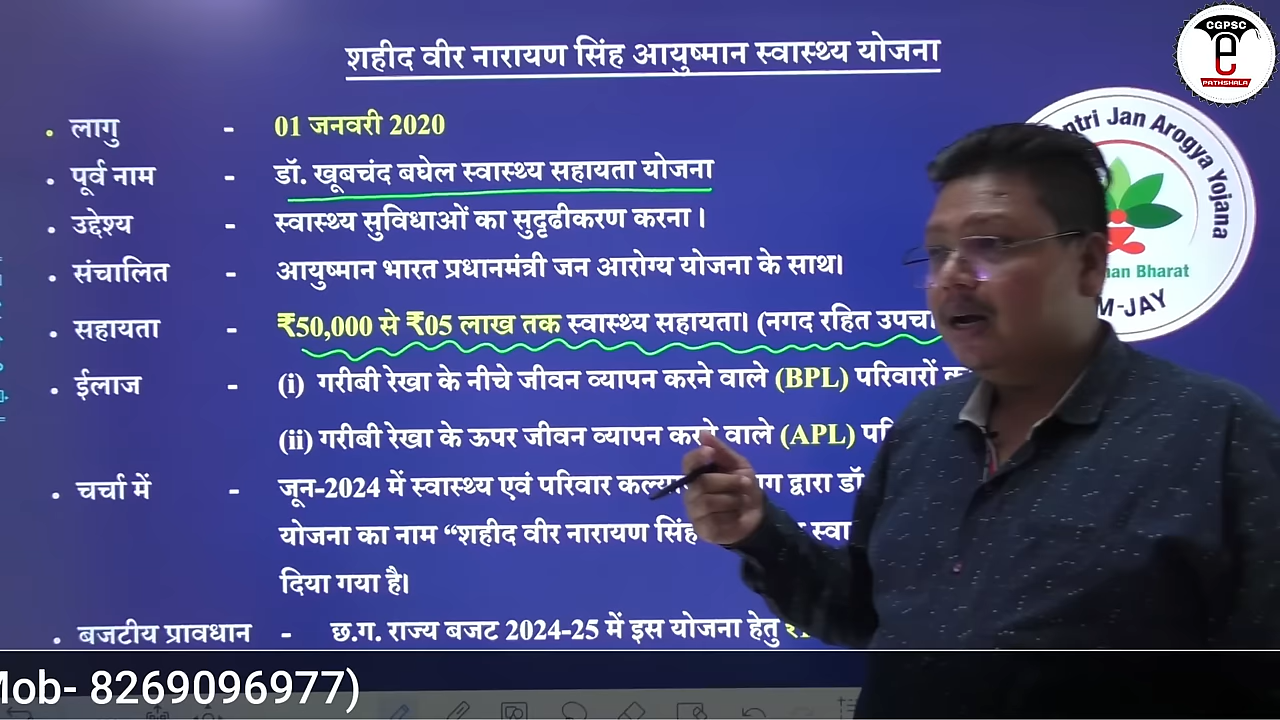 CGPSC
e
PATHSHALA
शहीद वीर नारायण सिंह आयुष्मान स्वास्थ्य योजना
ntri Jan Arogya Yojana
man Bharat
M-JAY
• लागु - 01 जनवरी 2020
• पूर्व नाम - डॉ. खूबचंद बघेल स्वास्थ्य सहायता योजना
• उद्देश्य - स्वास्थ्य सुविधाओं का सुदृढीकरण करना।
• संचालित - आयुष्मान भारत प्रधानमंत्री जन आरोग्य योजना के साथ।
• सहायता - ₹50,000 से ₹05 लाख तक स्वास्थ्य सहायता। (नगद रहित उपचा
• ईलाज - (i) गरीबी रेखा के नीचे जीवन व्यापन करने वाले (BPL) परिवारों
(ii) गरीबी रेखा के ऊपर जीवन व्यापन करने वाले (APL)
• चर्चा में - जून-2024 में स्वास्थ्य एवं परिवार द्वारा डॉ
योजना का नाम “शहीद वीर नारायण सिंह
दिया गया है।
• बजटीय प्रावधान - छ.ग. राज्य बजट 2024-25 में इस योजना हेतु
Mob- 8269096977)